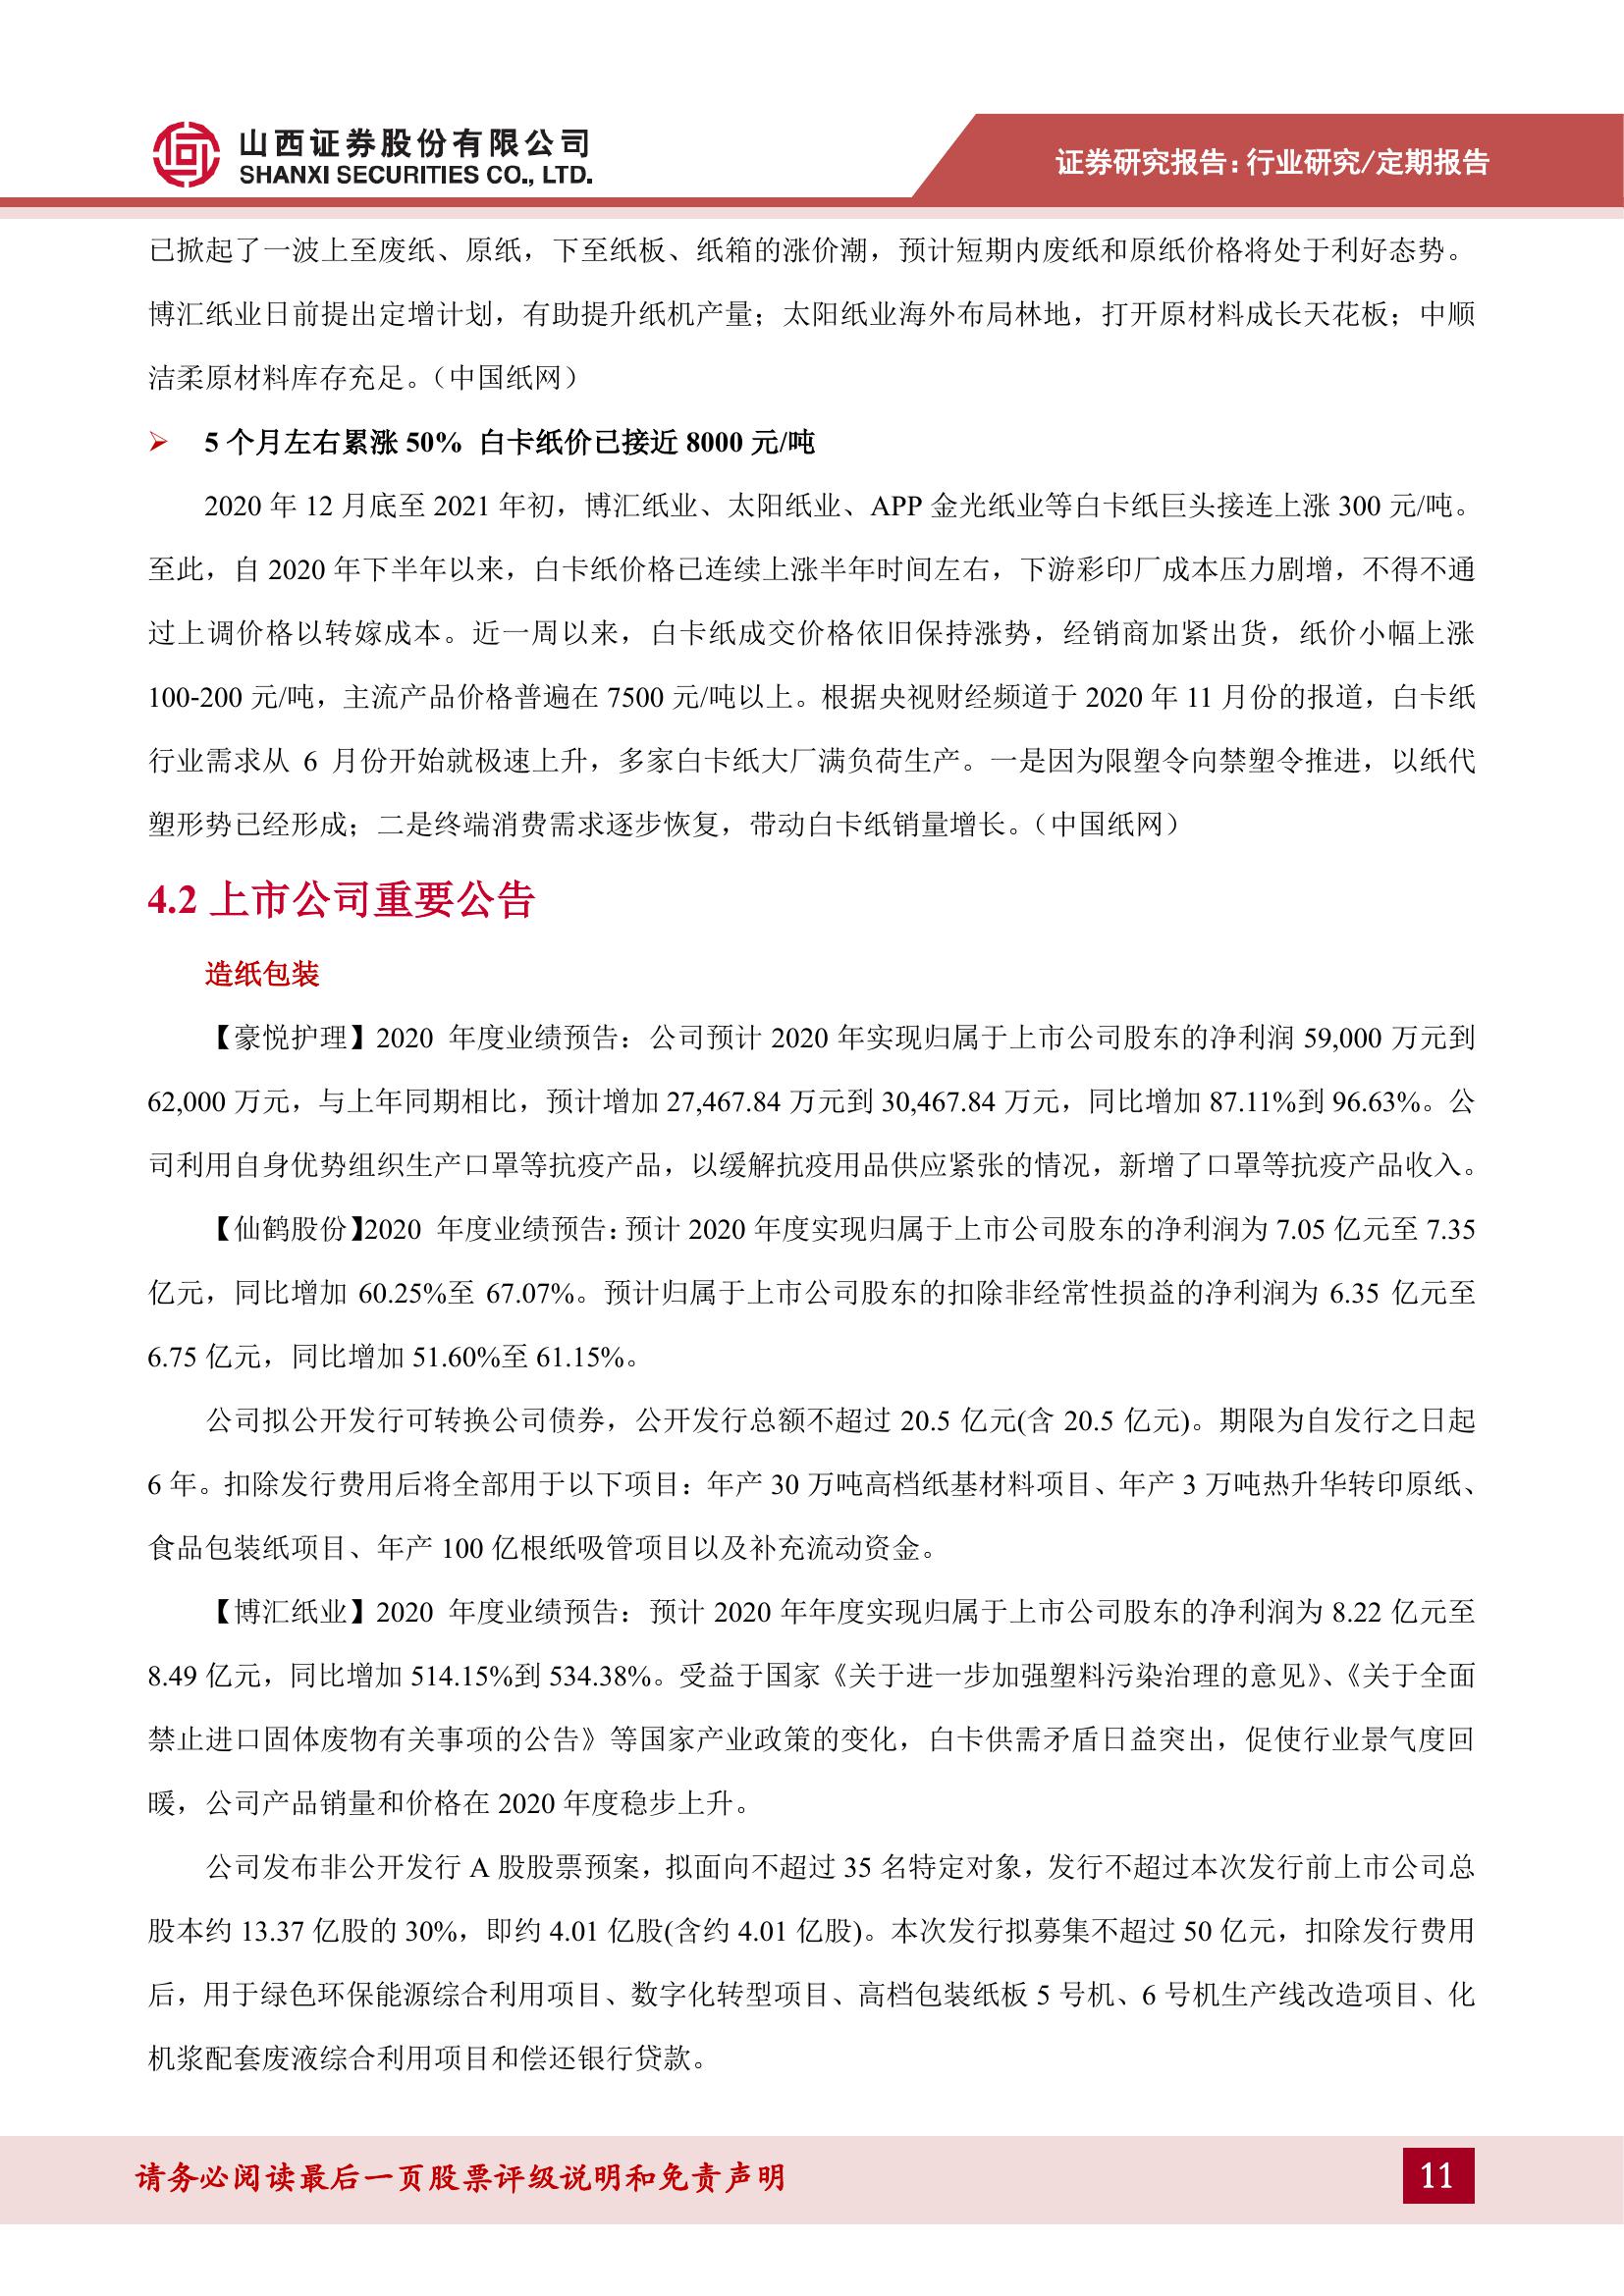 山西证券股份有限公司
SHANXI SECURITIES CO., LTD.
证券研究报告：行业研究/定期报告
已掀起了一波上至废纸、原纸，下至纸板、纸箱的涨价潮，预计短期内废纸和原纸价格将处于利好态势。
博汇纸业日前提出定增计划，有助提升纸机产量；太阳纸业海外布局林地，打开原材料成长天花板；中顺
洁柔原材料库存充足。（中国纸网）
➢ 5 个月左右累涨 50% 白卡纸价已接近 8000 元/吨
2020 年 12 月底至 2021 年初，博汇纸业、太阳纸业、APP 金光纸业等白卡纸巨头接连上涨 300 元/吨。
至此，自 2020 年下半年以来，白卡纸价格已连续上涨半年时间左右，下游彩印厂成本压力剧增，不得不通
过上调价格以转嫁成本。近一周以来，白卡纸成交价格依旧保持涨势，经销商加紧出货，纸价小幅上涨
100-200 元/吨，主流产品价格普遍在 7500 元/吨以上。根据央视财经频道于 2020 年 11 月份的报道，白卡纸
行业需求从 6 月份开始就极速上升，多家白卡纸大厂满负荷生产。一是因为限塑令向禁塑令推进，以纸代
塑形势已经形成；二是终端消费需求逐步恢复，带动白卡纸销量增长。（中国纸网）
4.2 上市公司重要公告
造纸包装
【豪悦护理】2020 年度业绩预告：公司预计 2020 年实现归属于上市公司股东的净利润 59,000 万元到
62,000 万元，与上年同期相比，预计增加 27,467.84 万元到 30,467.84 万元，同比增加 87.11%到 96.63%。公
司利用自身优势组织生产口罩等抗疫产品，以缓解抗疫用品供应紧张的情况，新增了口罩等抗疫产品收入。
【仙鹤股份】2020 年度业绩预告：预计 2020 年度实现归属于上市公司股东的净利润为 7.05 亿元至 7.35
亿元，同比增加 60.25%至 67.07%。预计归属于上市公司股东的扣除非经常性损益的净利润为 6.35 亿元至
6.75 亿元，同比增加 51.60%至 61.15%。
公司拟公开发行可转换公司债券，公开发行总额不超过 20.5 亿元(含 20.5 亿元)。期限为自发行之日起
6 年。扣除发行费用后将全部用于以下项目：年产 30 万吨高档纸基材料项目、年产 3 万吨热升华转印原纸、
食品包装纸项目、年产 100 亿根纸吸管项目以及补充流动资金。
【博汇纸业】2020 年度业绩预告：预计 2020 年年度实现归属于上市公司股东的净利润为 8.22 亿元至
8.49 亿元，同比增加 514.15%到 534.38%。受益于国家《关于进一步加强塑料污染治理的意见》、《关于全面
禁止进口固体废物有关事项的公告》等国家产业政策的变化，白卡供需矛盾日益突出，促使行业景气度回
暖，公司产品销量和价格在 2020 年度稳步上升。
公司发布非公开发行 A 股股票预案，拟面向不超过 35 名特定对象，发行不超过本次发行前上市公司总
股本约 13.37 亿股的 30%，即约 4.01 亿股(含约 4.01 亿股)。本次发行拟募集不超过 50 亿元，扣除发行费用
后，用于绿色环保能源综合利用项目、数字化转型项目、高档包装纸板 5 号机、6 号机生产线改造项目、化
机浆配套废液综合利用项目和偿还银行贷款。
请务必阅读最后一页股票评级说明和免责声明
11